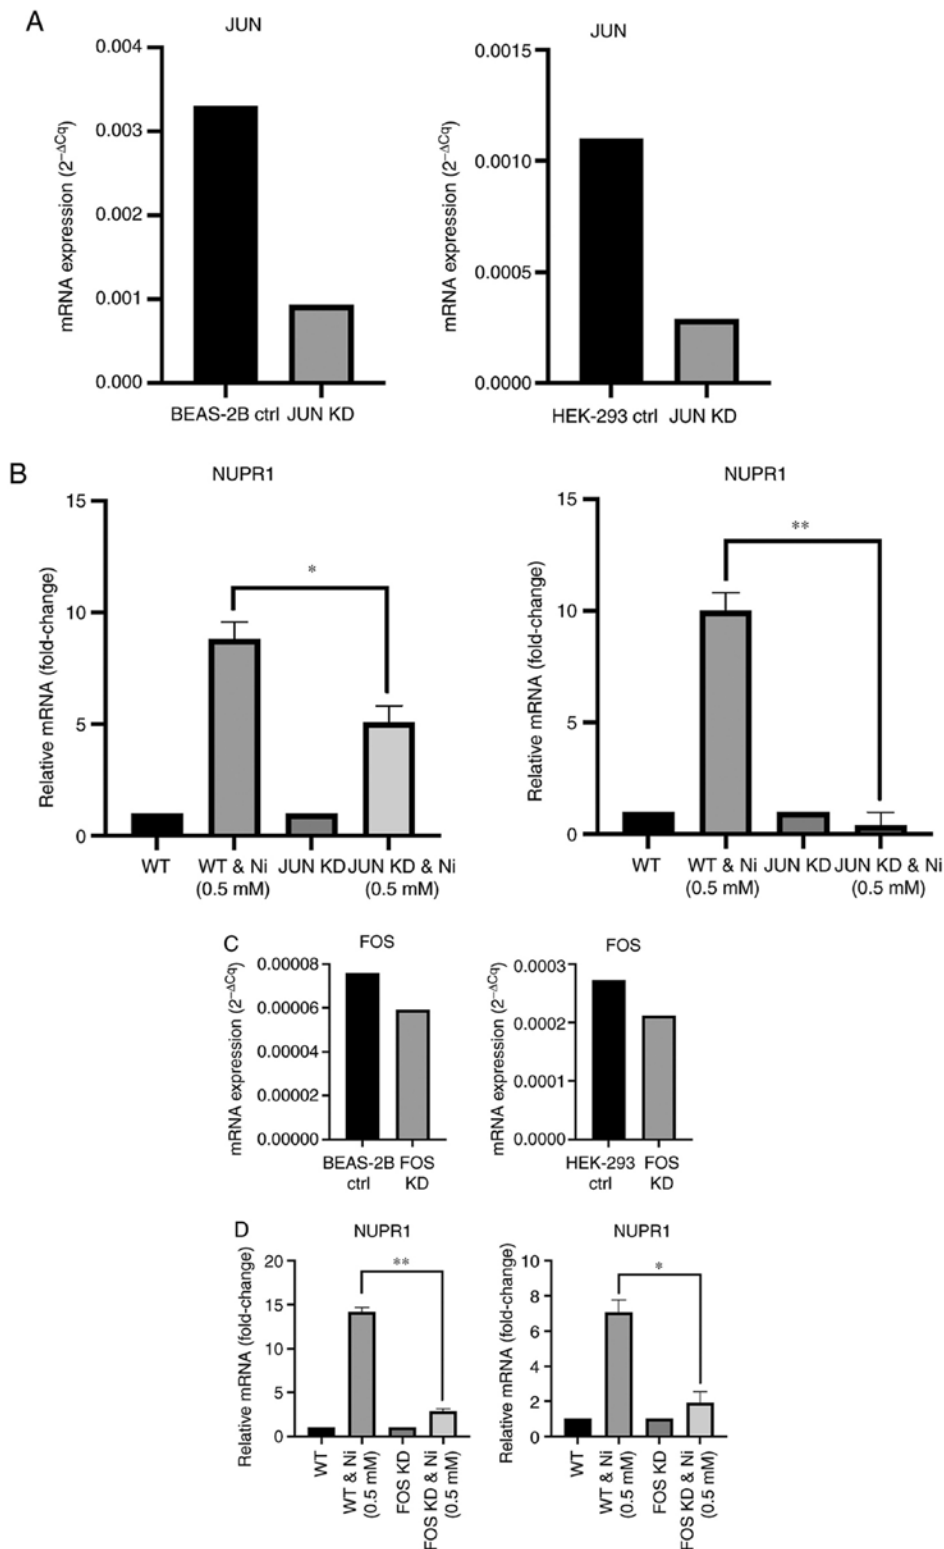 A
JUN
mRNA expression (2−ΔCq)
0.004
0.003
0.002
0.001
0.000
BEAS-2B ctrl JUN KD
JUN
mRNA expression (2−ΔCq)
0.0015
0.0010
0.0005
0.0000
HEK-293 ctrl JUN KD
B
NUPR1
Relative mRNA (fold-change)
15
10
5
0
*
WT WT & Ni JUN KD JUN KD & Ni
(0.5 mM) (0.5 mM)
NUPR1
Relative mRNA (fold-change)
15
10
5
0
**
WT WT & Ni JUN KD JUN KD & Ni
(0.5 mM) (0.5 mM)
C
FOS
mRNA expression (2−ΔCq)
0.00008
0.00006
0.00004
0.00002
0.00000
BEAS-2B FOS
ctrl KD
FOS
mRNA expression (2−ΔCq)
0.0003
0.0002
0.0001
0.0000
HEK-293 FOS
ctrl KD
D
NUPR1
Relative mRNA (fold-change)
20
15
10
5
0
**
WT
WT & Ni
(0.5 mM)
FOS KD
FOS KD & Ni
(0.5 mM)
NUPR1
Relative mRNA (fold-change)
10
8
6
4
2
0
*
WT
WT & Ni
(0.5 mM)
FOS KD
FOS KD & Ni
(0.5 mM)